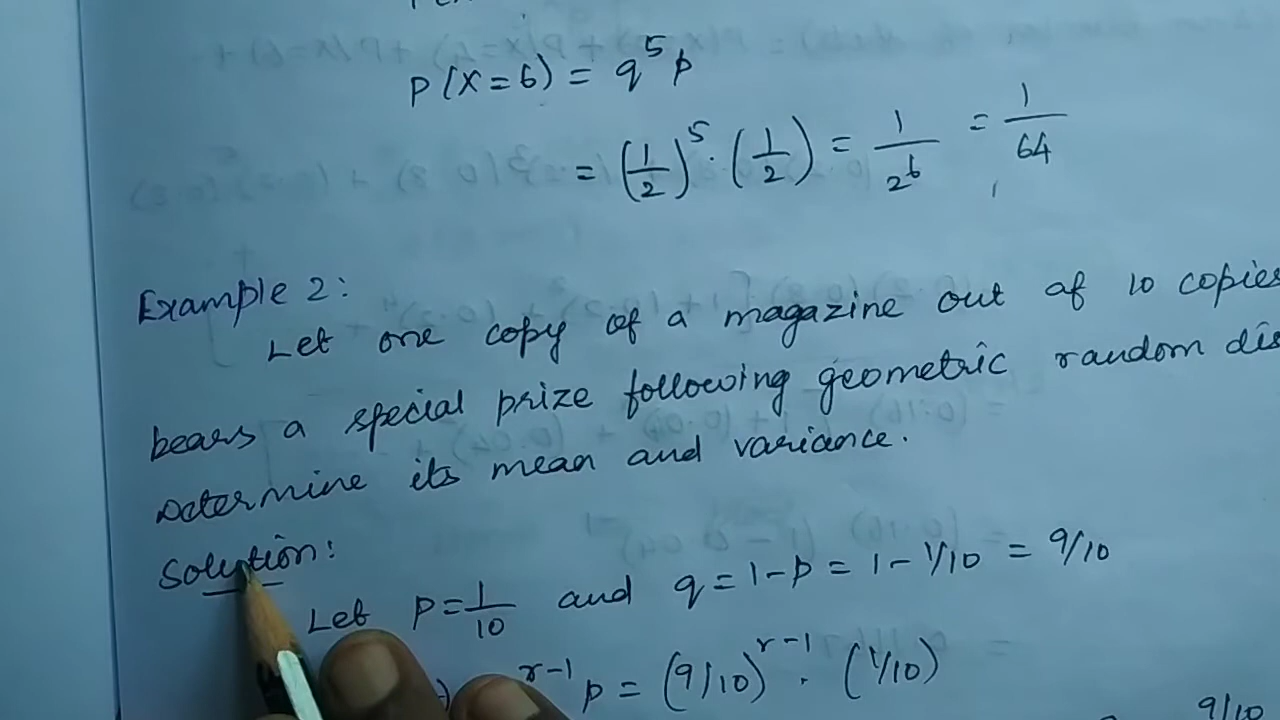 P(X=6) = q^5 p
= (1/2)^5 · (1/2) = 1/2^6 = 1/64
Example 2:
Let one copy of a magazine out of 10 copies
bears a special prize following geometric random dis
Determine its mean and variance.
Solution:
Let p = 1/10 and q = 1-p = 1 - 1/10 = 9/10
r-1 p = (9/10)^r-1 · (1/10)
9/10